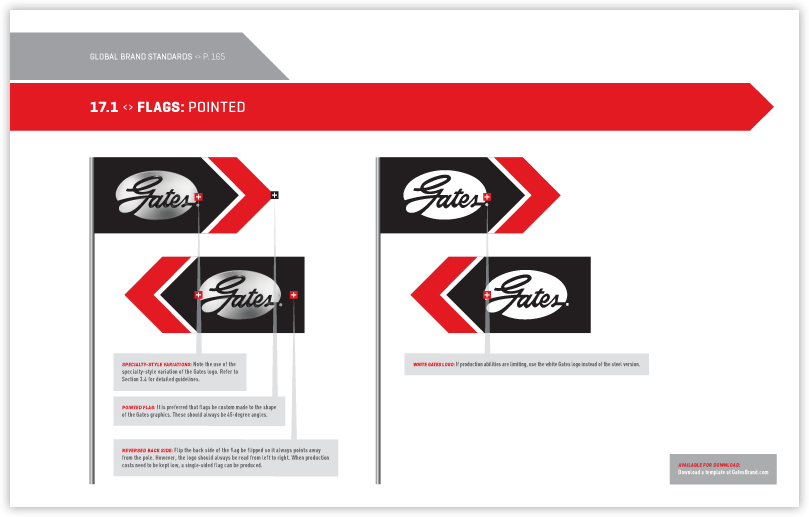 GLOBAL BRAND STANDARDS <> P. 165
17.1 <> FLAGS: POINTED
Gates
Gates
Gates
Gates
SPECIALTY-STYLE VARIATIONS: Note the use of the
specialty-style variation of the Gates logo. Refer to
Section 3.4 for detailed guidelines.
WHITE GATES LOGO: If production abilities are limiting, use the white Gates logo instead of the steel version.
POINTED FLAG: It is preferred that flags be custom made to the shape
of the Gates graphics. These should always be 45-degree angles.
REVERSED BACK SIDE: Flip the back side of the flag be flipped so it always points away
from the pole. However, the logo should always be read from left to right. When production
costs need to be kept low, a single-sided flag can be produced.
AVAILABLE FOR DOWNLOAD:
Download a template at GatesBrand.com